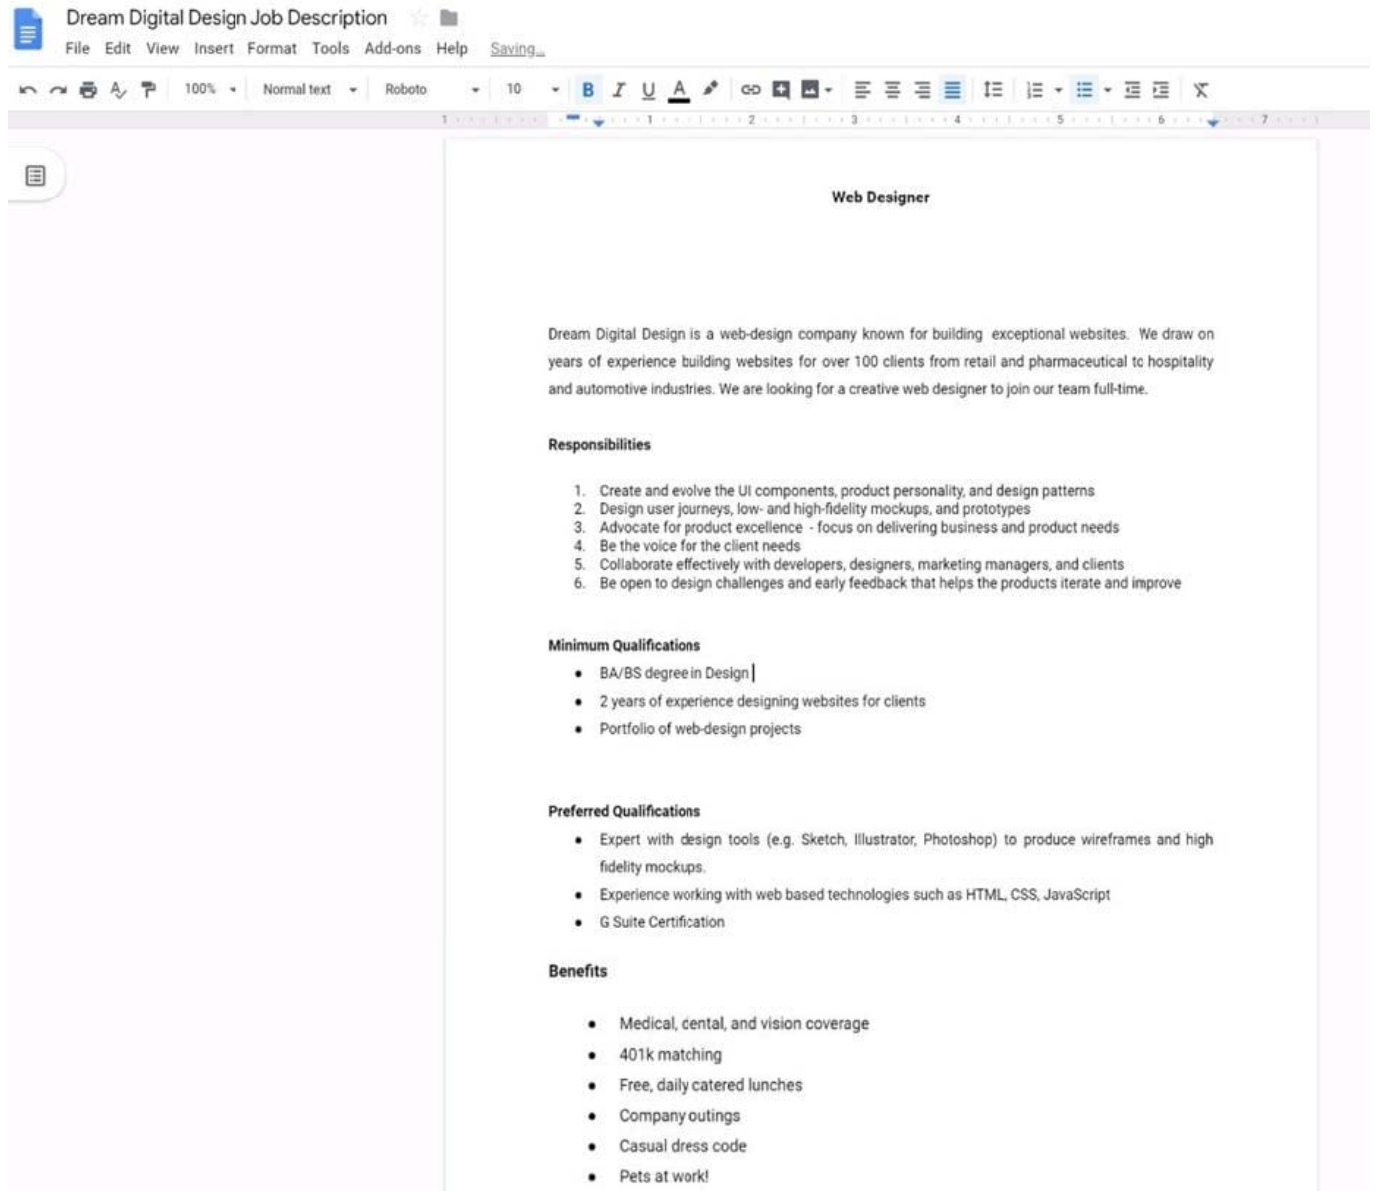 Dream Digital Design Job Description
File Edit View Insert Format Tools Add-ons Help Saving...
100% Normal text Roboto 10 B I U A
1 1 2 3 4 5 6 7
Web Designer
Dream Digital Design is a web-design company known for building exceptional websites. We draw on
years of experience building websites for over 100 clients from retail and pharmaceutical to hospitality
and automotive industries. We are looking for a creative web designer to join our team full-time.
Responsibilities
1. Create and evolve the UI components, product personality, and design patterns
2. Design user journeys, low- and high-fidelity mockups, and prototypes
3. Advocate for product excellence - focus on delivering business and product needs
4. Be the voice for the client needs
5. Collaborate effectively with developers, designers, marketing managers, and clients
6. Be open to design challenges and early feedback that helps the products iterate and improve
Minimum Qualifications
● BA/BS degree in Design
● 2 years of experience designing websites for clients
● Portfolio of web-design projects
Preferred Qualifications
● Expert with design tools (e.g. Sketch, Illustrator, Photoshop) to produce wireframes and high
fidelity mockups.
● Experience working with web based technologies such as HTML, CSS, JavaScript
● G Suite Certification
Benefits
● Medical, dental, and vision coverage
● 401k matching
● Free, daily catered lunches
● Company outings
● Casual dress code
● Pets at work!